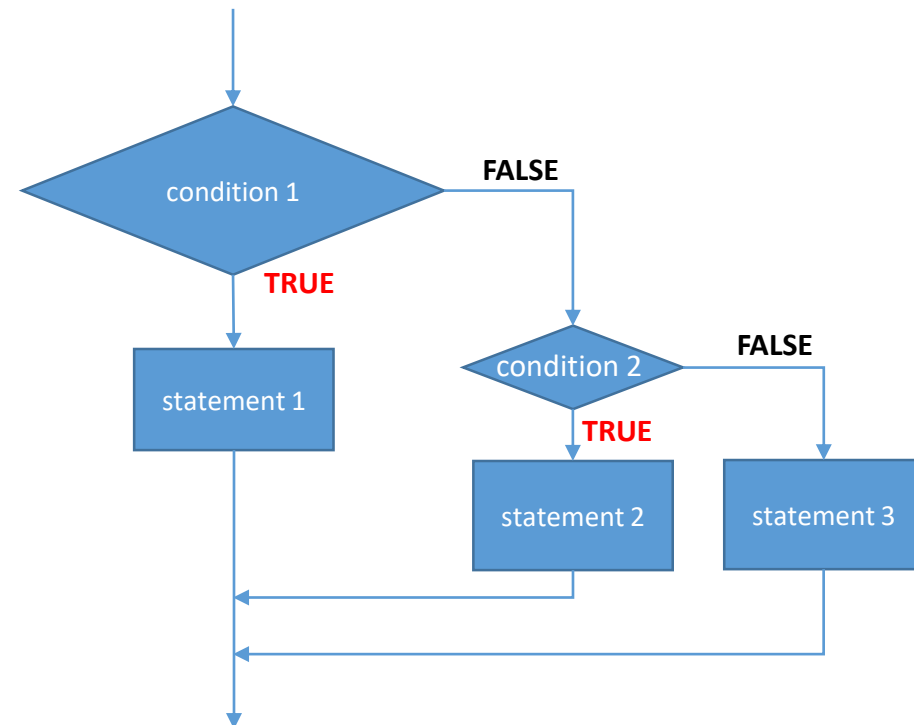 condition 1
FALSE
TRUE
statement 1
condition 2
FALSE
TRUE
statement 2
statement 3